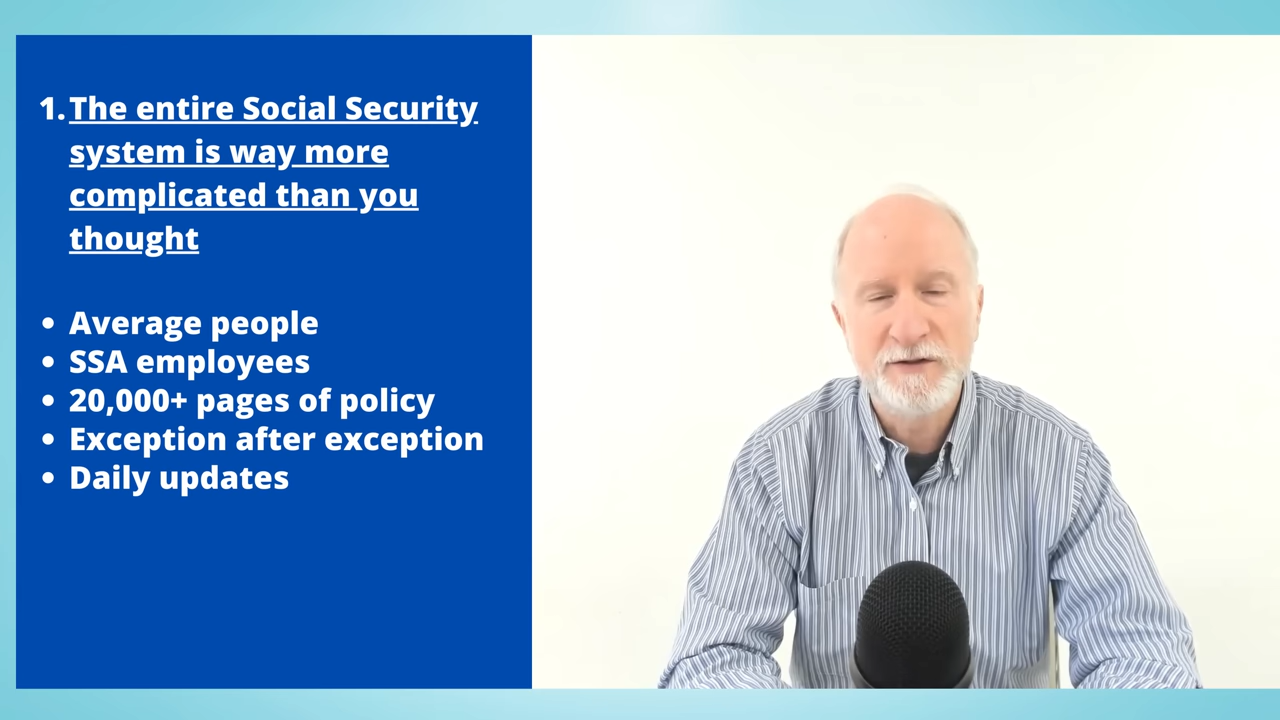 1. The entire Social Security
system is way more
complicated than you
thought
• Average people
• SSA employees
• 20,000+ pages of policy
• Exception after exception
• Daily updates